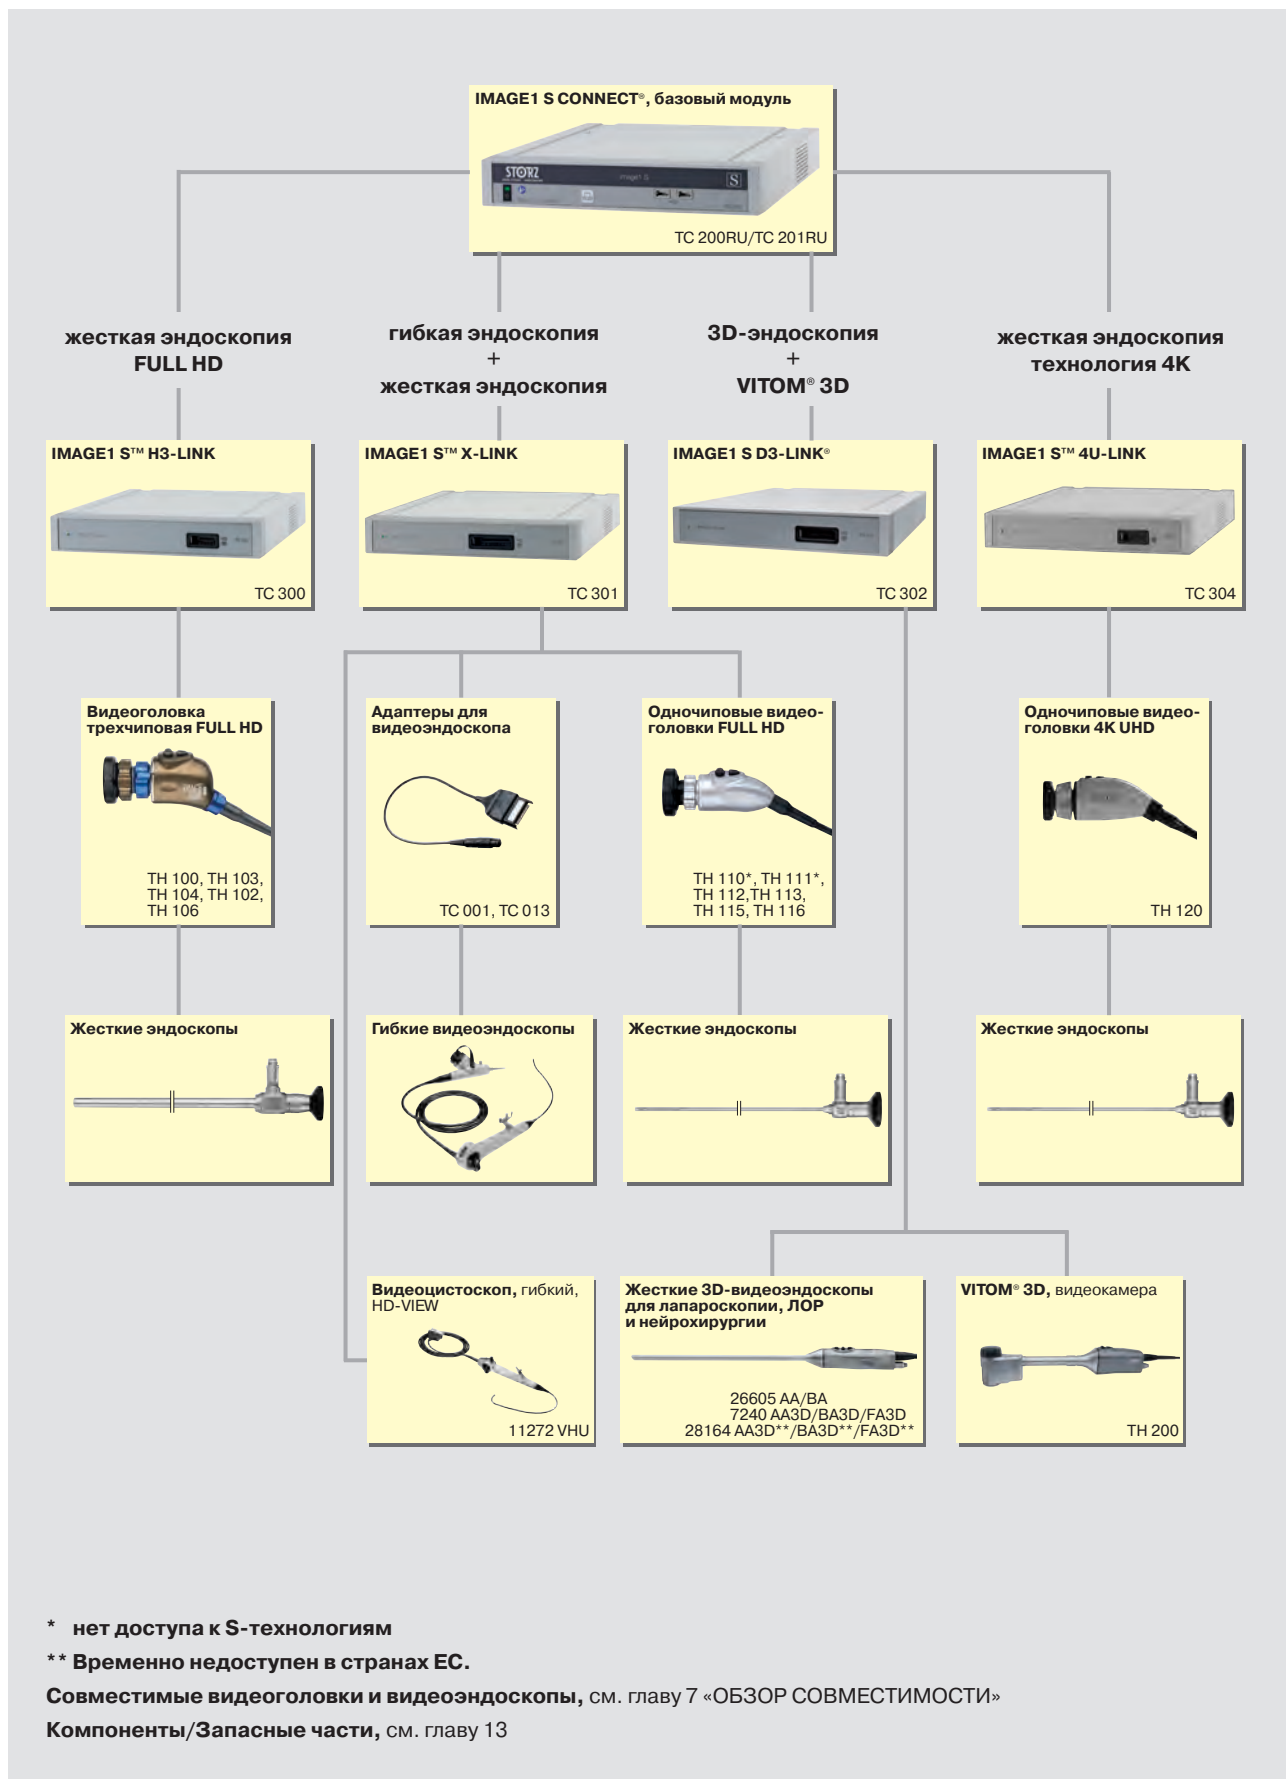 IMAGE1 S CONNECT®, базовый модуль
STORZ
image1 S
S
TC 200RU/TC 201RU
жесткая эндоскопия
FULL HD
гибкая эндоскопия
+
жесткая эндоскопия
3D-эндоскопия
+
VITOM® 3D
жесткая эндоскопия
технология 4K
IMAGE1 S™ H3-LINK
TC 300
IMAGE1 S™ X-LINK
TC 301
IMAGE1 S D3-LINK®
TC 302
IMAGE1 S™ 4U-LINK
TC 304
Видеоголовка
трехчиповая FULL HD
TH 100, TH 103,
TH 104, TH 102,
TH 106
Адаптеры для
видеоэндоскопа
TC 001, TC 013
Одночиповые видео-
головки FULL HD
TH 110*, TH 111*,
TH 112,TH 113,
TH 115, TH 116
Одночиповые видео-
головки 4K UHD
TH 120
Жесткие эндоскопы
Гибкие видеоэндоскопы
Жесткие эндоскопы
Жесткие эндоскопы
Видеоцистоскоп, гибкий,
HD-VIEW
11272 VHU
Жесткие 3D-видеоэндоскопы
для лапароскопии, ЛОР
и нейрохирургии
26605 AA/BA
7240 AA3D/BA3D/FA3D
28164 AA3D**/BA3D**/FA3D**
VITOM® 3D, видеокамера
TH 200
* нет доступа к S-технологиям
** Временно недоступен в странах ЕС.
Совместимые видеоголовки и видеоэндоскопы, см. главу 7 «ОБЗОР СОВМЕСТИМОСТИ»
Компоненты/Запасные части, см. главу 13